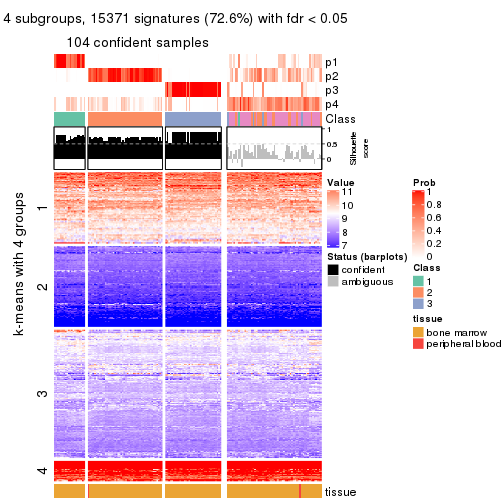 4 subgroups, 15371 signatures (72.6%) with fdr < 0.05
104 confident samples
p1
p2
p3
p4
Class
1
0.5
0
Silhouette
score
k-means with 4 groups
1
2
3
4
tissue
Value
11
10
9
8
7
Status (barplots)
confident
ambiguous
Prob
1
0.8
0.6
0.4
0.2
0
Class
1
2
3
tissue
bone marrow
peripheral blood